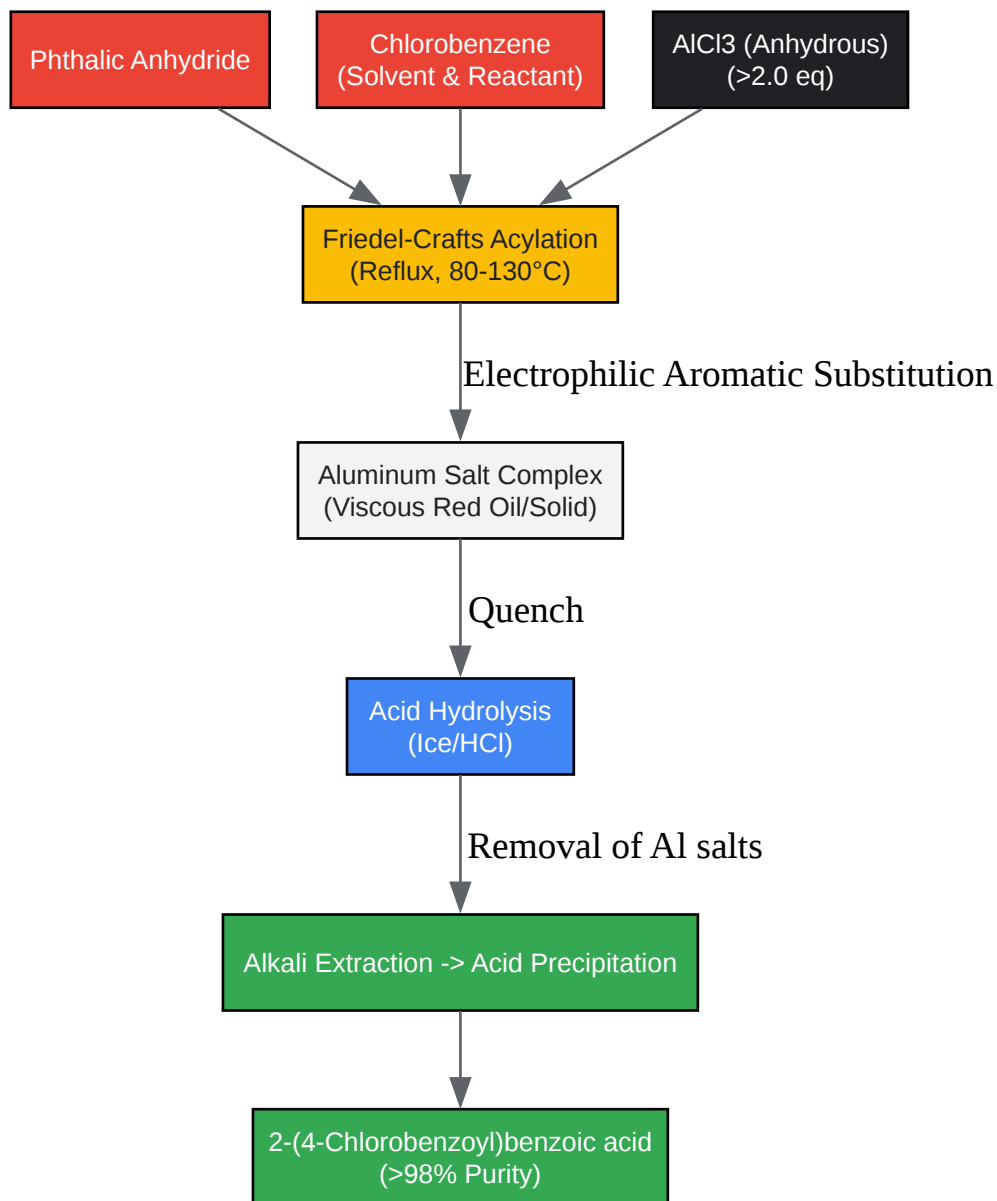 Phthalic Anhydride
Chlorobenzene
(Solvent & Reactant)
AlCl3 (Anhydrous)
(>2.0 eq)
Friedel-Crafts Acylation
(Reflux, 80-130°C)
Electrophilic Aromatic Substitution
Aluminum Salt Complex
(Viscous Red Oil/Solid)
Quench
Acid Hydrolysis
(Ice/HCl)
Removal of Al salts
Alkali Extraction -> Acid Precipitation
2-(4-Chlorobenzoyl)benzoic acid
(>98% Purity)